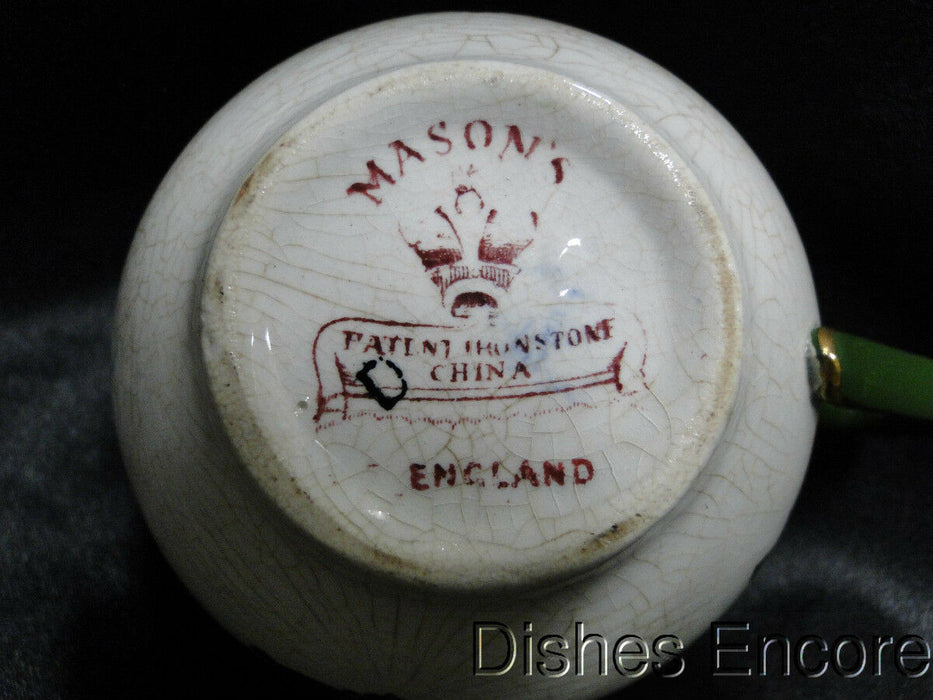 MASON'S
PATENT IRONSTONE
CHINA
D
ENGLAND
Dishes Encore